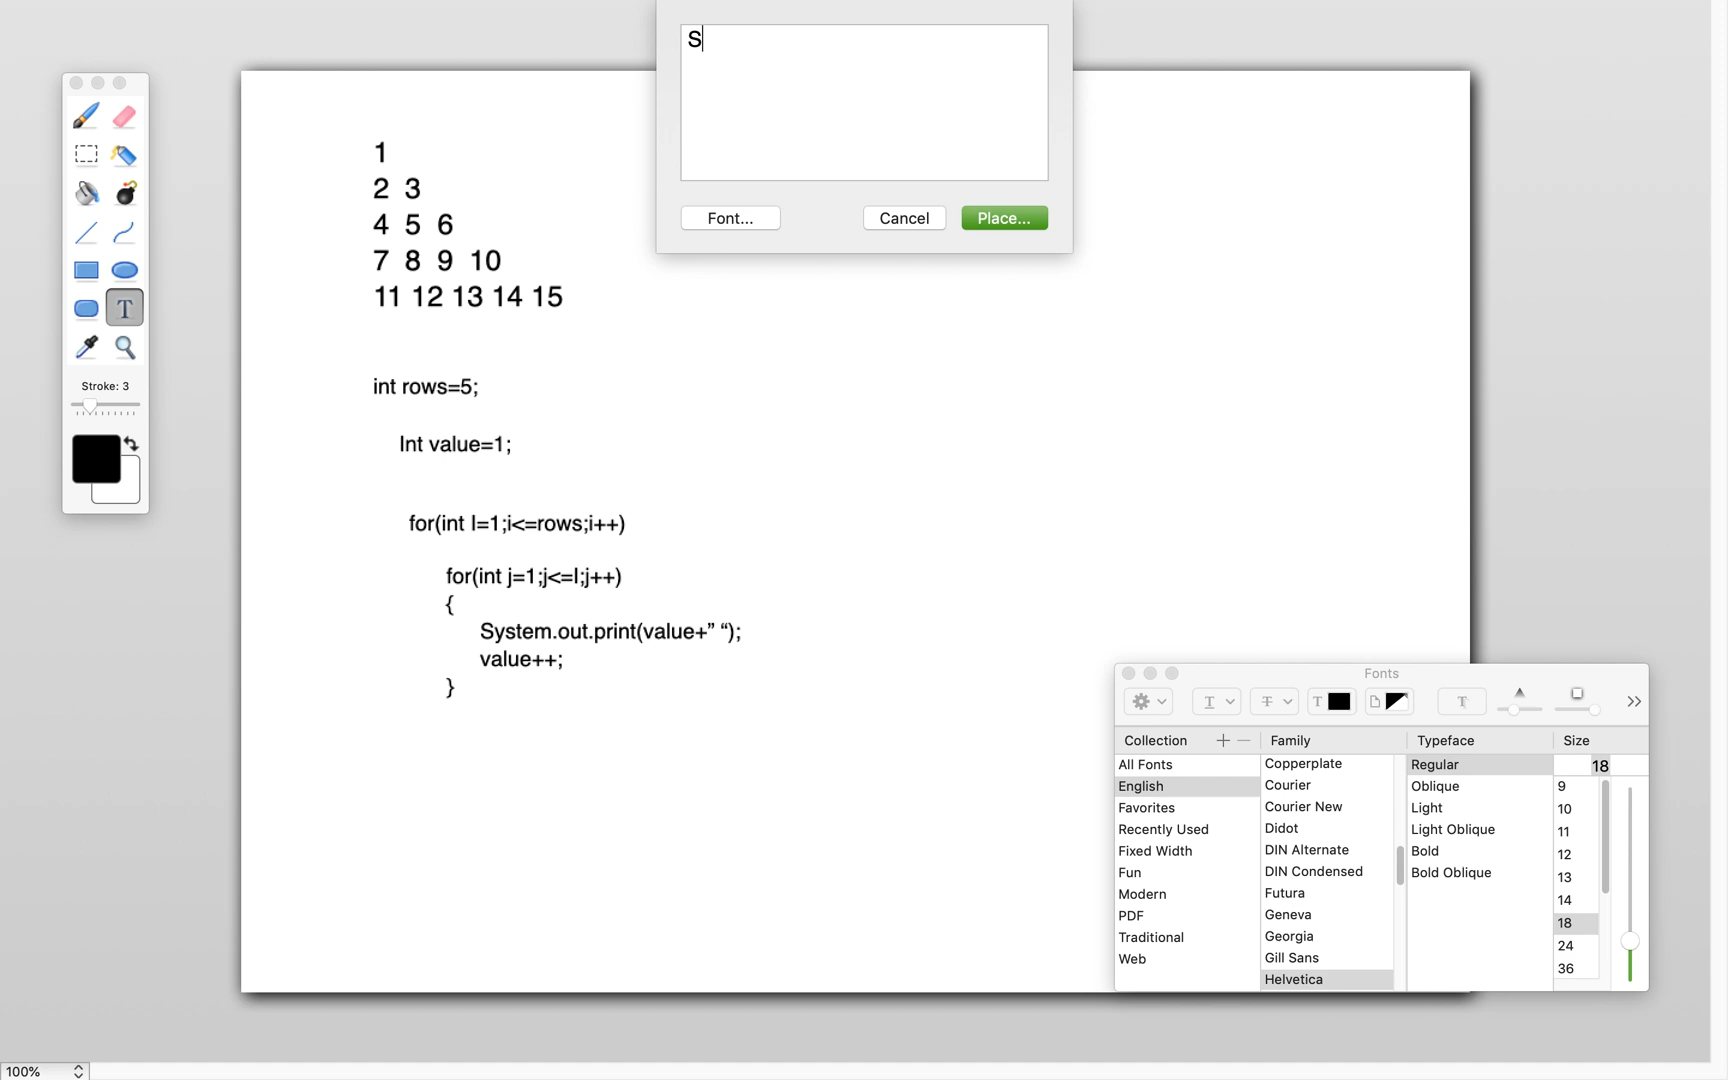 S
1
2 3
4 5 6
7 8 9 10
11 12 13 14 15
int rows=5;
Int value=1;
for(int I=1;i<=rows;i++)
for(int j=1;j<=I;j++)
{
System.out.print(value+” “);
value++;
}
Font...
Cancel
Place...
T
Stroke: 3
Fonts
T
T
T
T
Collection
Family
Typeface
Size
All Fonts
English
Favorites
Recently Used
Fixed Width
Fun
Modern
PDF
Traditional
Web
Copperplate
Courier
Courier New
Didot
DIN Alternate
DIN Condensed
Futura
Geneva
Georgia
Gill Sans
Helvetica
Regular
Oblique
Light
Light Oblique
Bold
Bold Oblique
18
9
10
11
12
13
14
18
24
36
100%